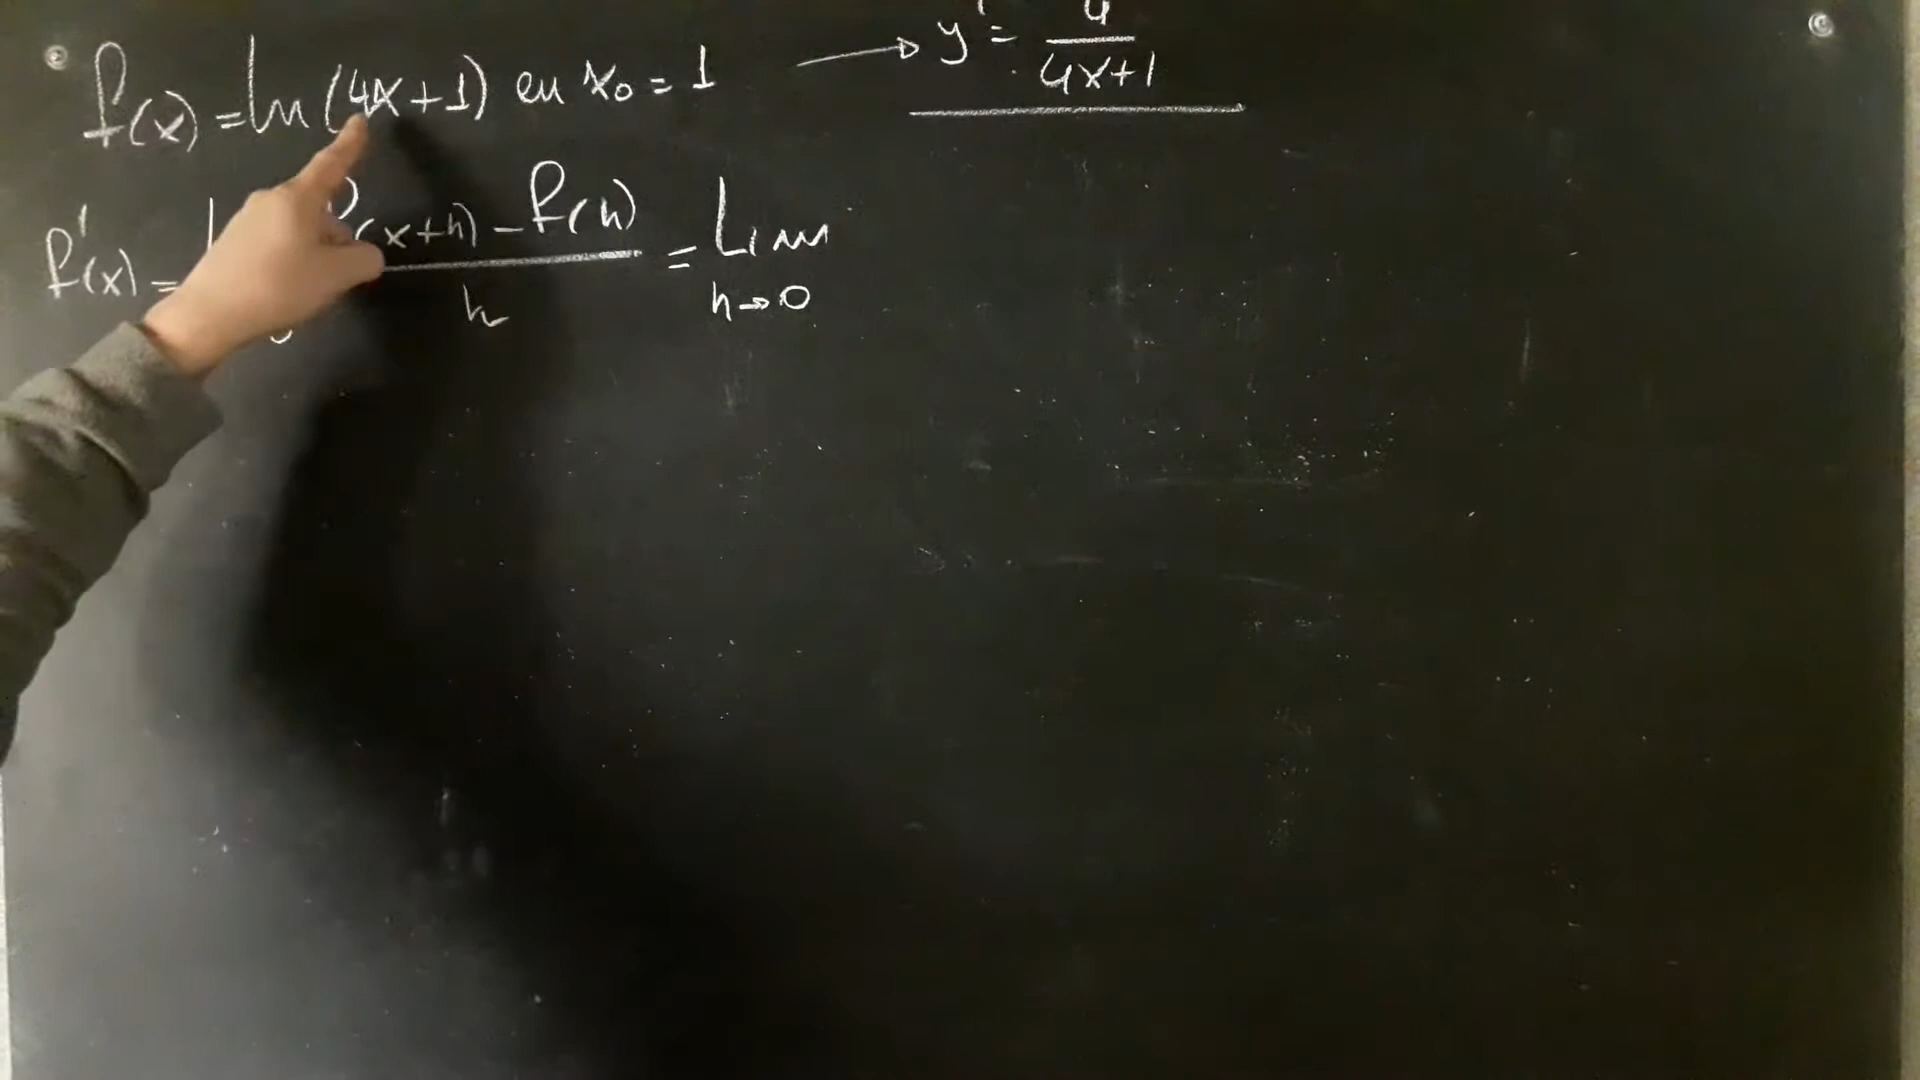 f(x) = ln(4x+1) en x₀ = 1 → y' = 4/(4x+1)
f'(x) = (x+h) - f(h) / h = Lim h→0